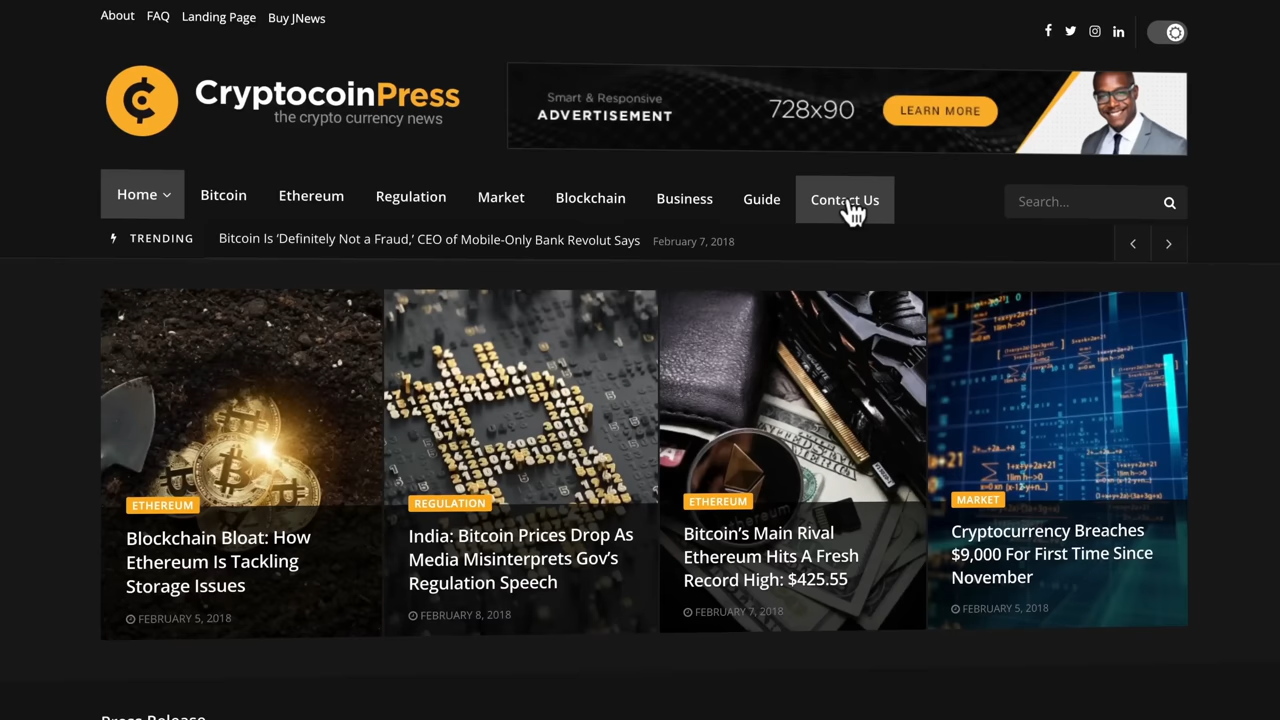 About FAQ Landing Page Buy JNews
CryptocoinPress
the crypto currency news
Smart & Responsive
ADVERTISEMENT
728x90
LEARN MORE
Home Bitcoin Ethereum Regulation Market Blockchain Business Guide Contact Us
Search...
TRENDING Bitcoin Is ‘Definitely Not a Fraud,’ CEO of Mobile-Only Bank Revolut Says February 7, 2018
ETHEREUM
Blockchain Bloat: How
Ethereum Is Tackling
Storage Issues
FEBRUARY 5, 2018
REGULATION
India: Bitcoin Prices Drop As
Media Misinterprets Gov’s
Regulation Speech
FEBRUARY 8, 2018
ETHEREUM
Bitcoin’s Main Rival
Ethereum Hits A Fresh
Record High: $425.55
FEBRUARY 7, 2018
MARKET
Cryptocurrency Breaches
$9,000 For First Time Since
November
FEBRUARY 5, 2018
Press Release